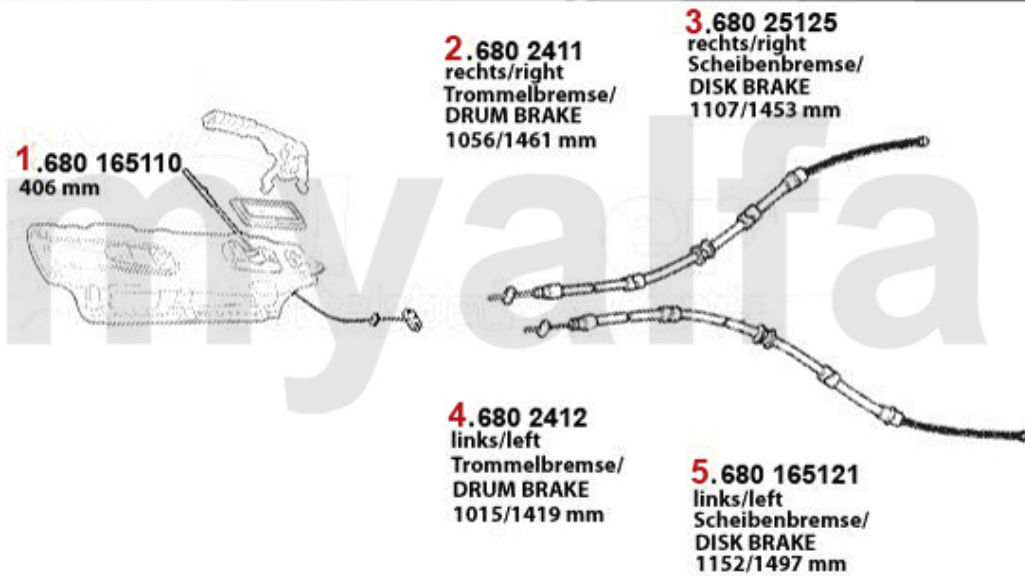 1.680 165110
406 mm
2.680 2411
rechts/right
Trommelbremse/
DRUM BRAKE
1056/1461 mm
3.680 25125
rechts/right
Scheibenbremse/
DISK BRAKE
1107/1453 mm
myalfa
4.680 2412
links/left
Trommelbremse/
DRUM BRAKE
1015/1419 mm
5.680 165121
links/left
Scheibenbremse/
DISK BRAKE
1152/1497 mm